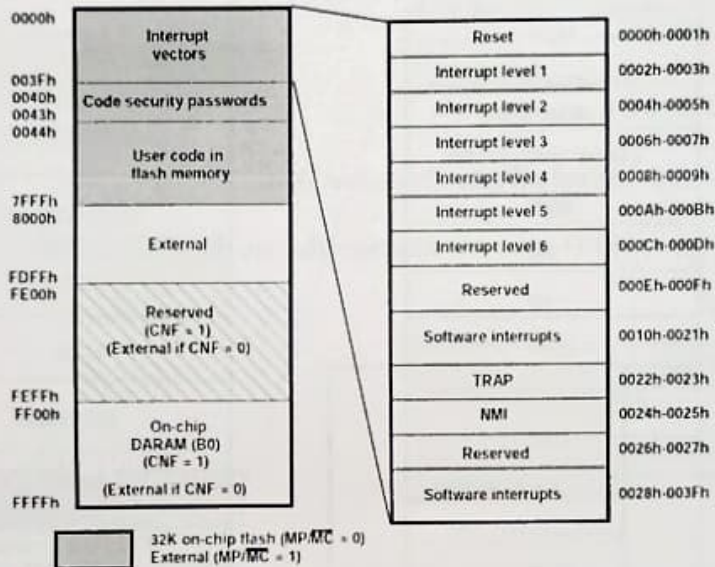 0000h
Interrupt
vectors
003Fh
0040h
Code security passwords
0043h
0044h
User code in
flash memory
7FFFh
8000h
External
FDFFh
FE00h
Reserved
(CNF = 1)
(External if CNF = 0)
FEFFh
FF00h
On-chip
DARAM (B0)
(CNF = 1)
(External if CNF = 0)
FFFFh
Reset 0000h-0001h
Interrupt level 1 0002h-0003h
Interrupt level 2 0004h-0005h
Interrupt level 3 0006h-0007h
Interrupt level 4 0008h-0009h
Interrupt level 5 000Ah-000Bh
Interrupt level 6 000Ch-000Dh
Reserved 000Eh-000Fh
Software interrupts 0010h-0021h
TRAP 0022h-0023h
NMI 0024h-0025h
Reserved 0026h-0027h
Software interrupts 0028h-003Fh
32K on-chip flash (MP/M̅C̅ = 0)
External (MP/M̅C̅ = 1)